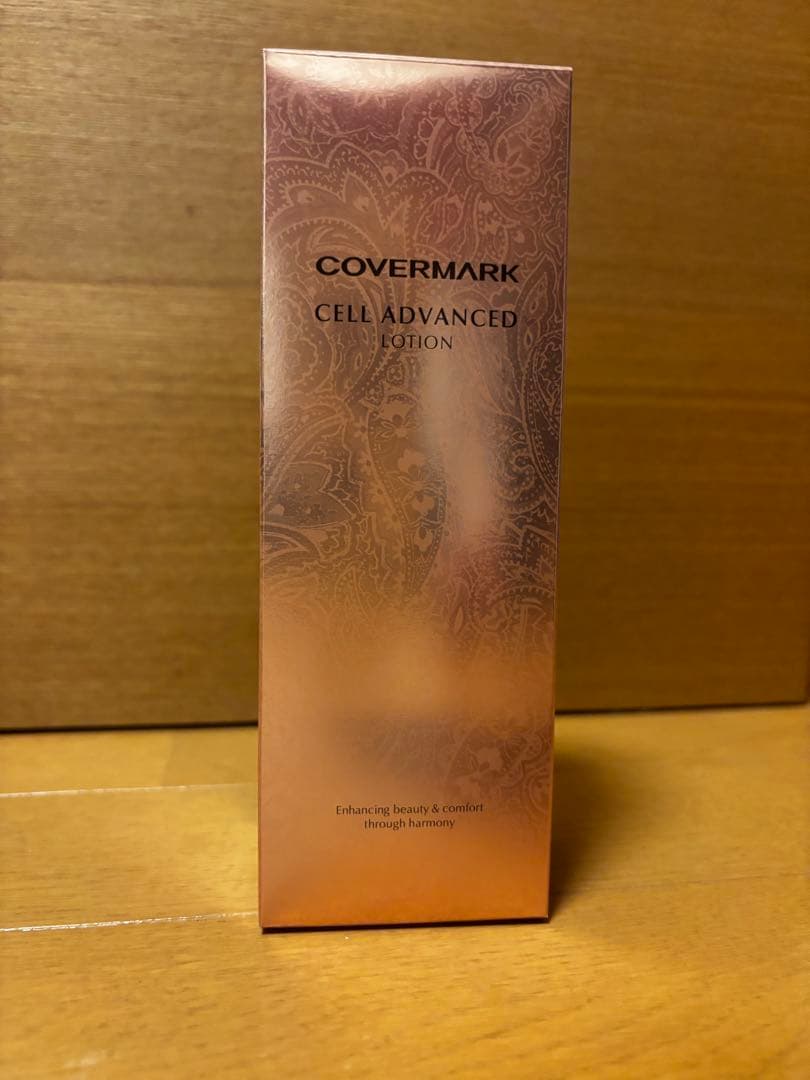 COVERMARK
CELL ADVANCED
LOTION
Enhancing beauty & comfort
through harmony